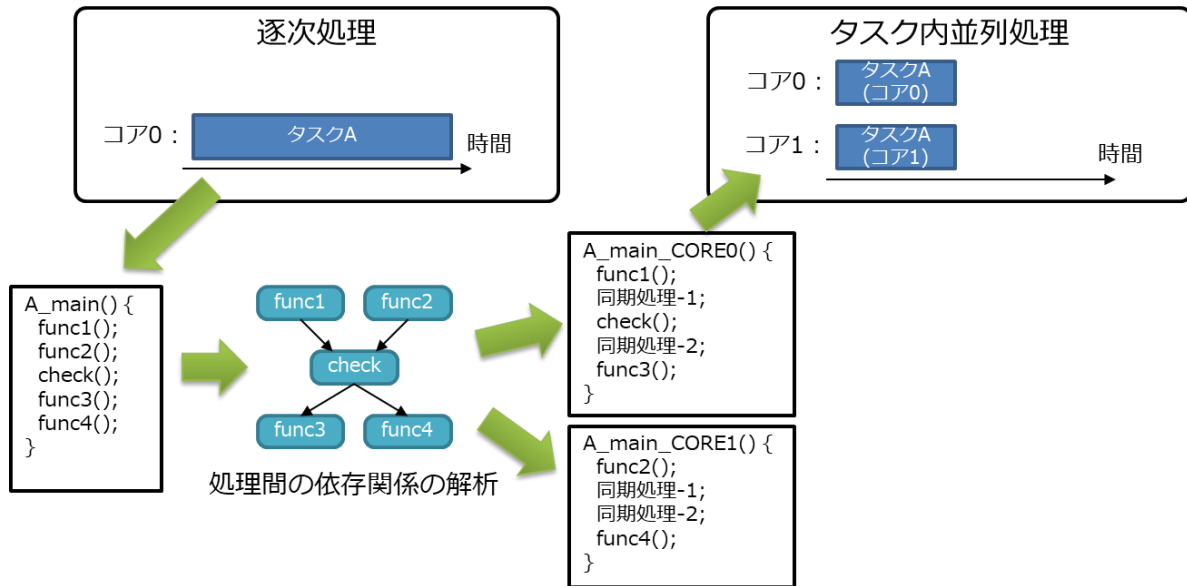 逐次処理
コア0：
タスクA
時間
タスク内並列処理
コア0：
タスクA
(コア0)
コア1：
タスクA
(コア1)
時間
A_main() {
func1();
func2();
check();
func3();
func4();
}
func1
func2
check
func3
func4
処理間の依存関係の解析
A_main_CORE0() {
func1();
同期処理-1;
check();
同期処理-2;
func3();
}
A_main_CORE1() {
func2();
同期処理-1;
同期処理-2;
func4();
}